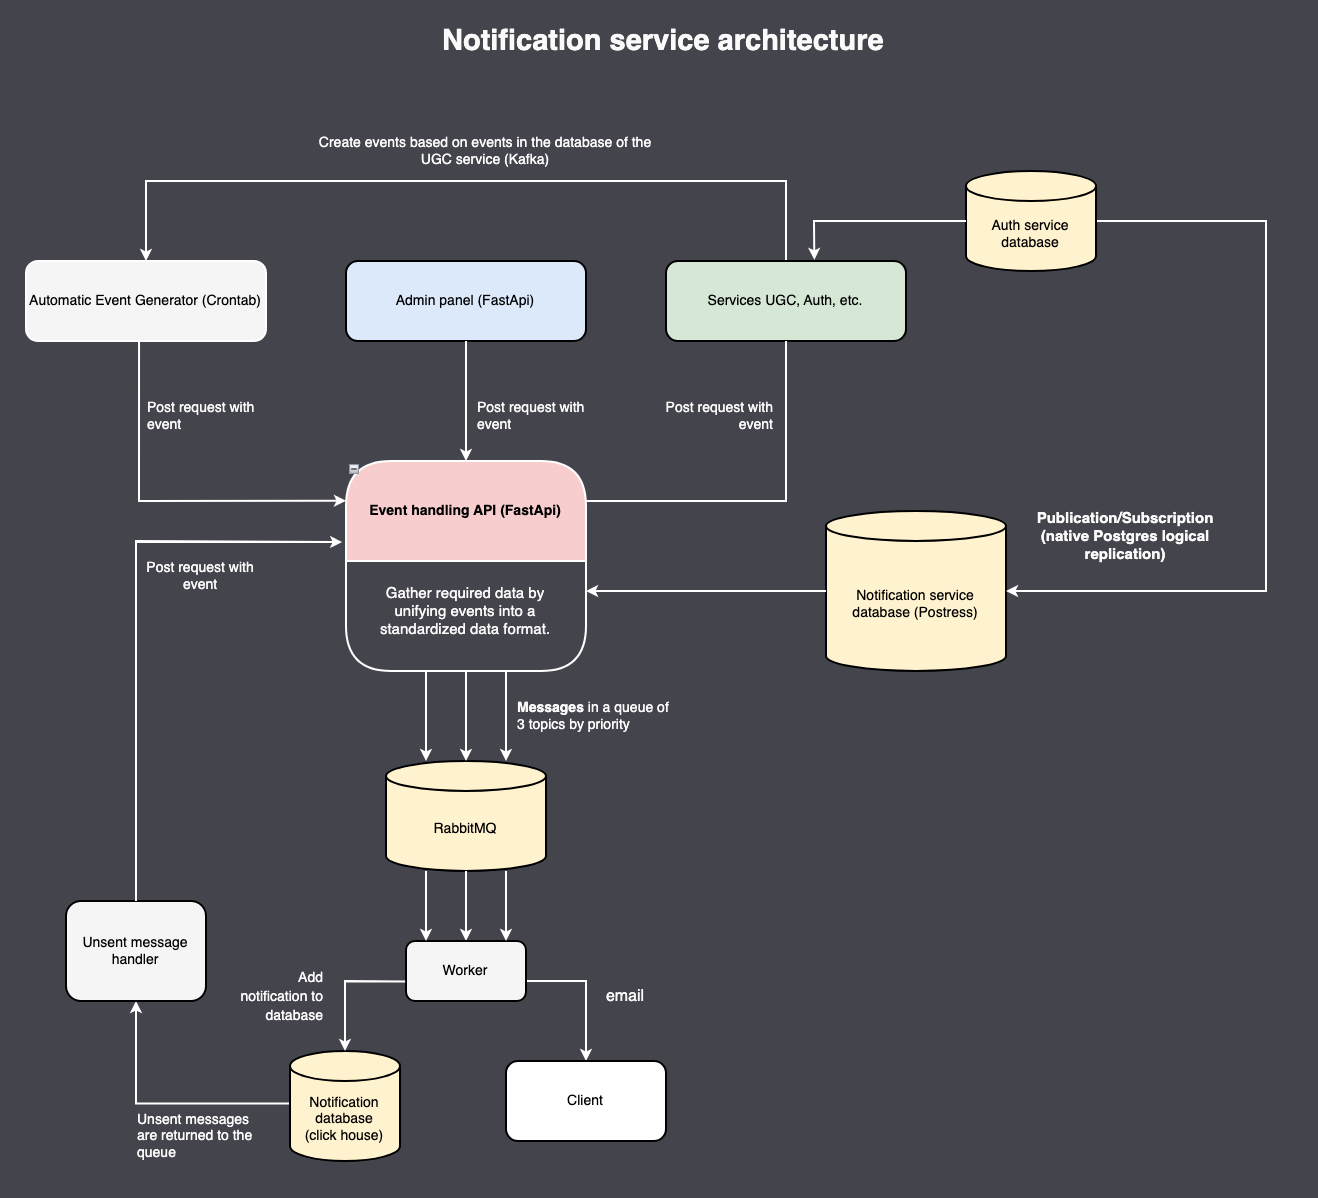 Notification service architecture
Create events based on events in the database of the
UGC service (Kafka)
Auth service
database
Automatic Event Generator (Crontab)
Admin panel (FastApi)
Services UGC, Auth, etc.
Post request with
event
Post request with
event
Post request with
event
Event handling API (FastApi)
Publication/Subscription
(native Postgres logical
replication)
Post request with
event
Gather required data by
unifying events into a
standardized data format.
Notification service
database (Postress)
Messages in a queue of
3 topics by priority
RabbitMQ
Unsent message
handler
Worker
Add
notification to
database
email
Notification
database
(click house)
Client
Unsent messages
are returned to the
queue